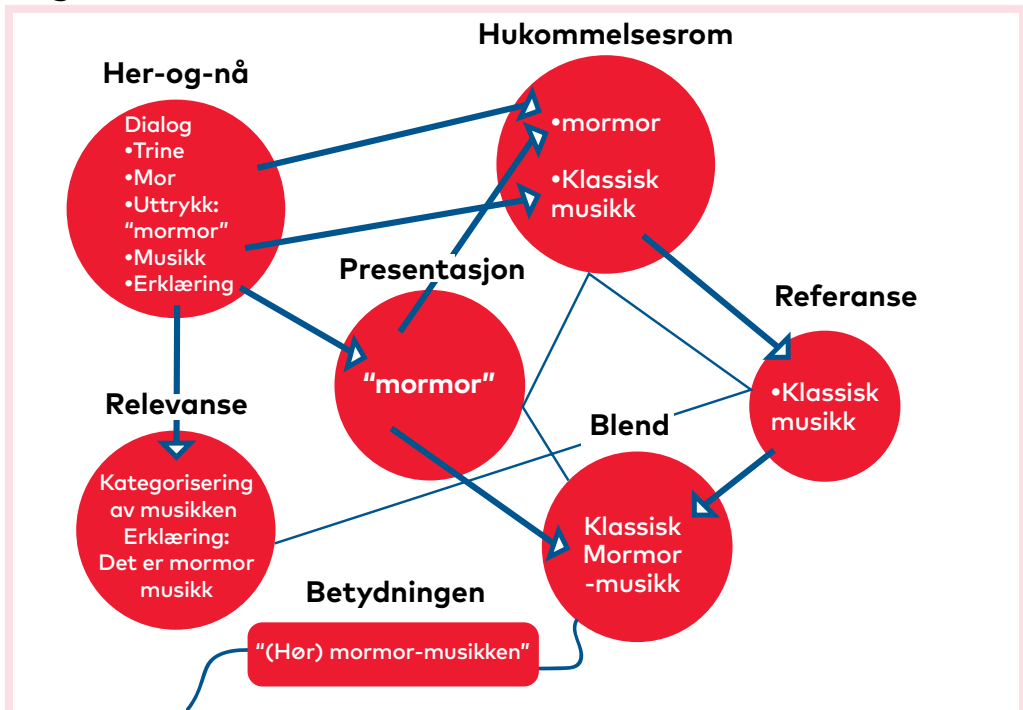 Hukommelsesrom
Her-og-nå
Dialog
•Trine
•Mor
•Uttrykk:
“mormor”
•Musikk
•Erklæring
•mormor
•Klassisk
musikk
Presentasjon
“mormor”
Referanse
•Klassisk
musikk
Relevanse
Kategorisering
av musikken
Erklæring:
Det er mormor
musikk
Blend
Klassisk
Mormor
-musikk
Betydningen
“(Hør) mormor-musikken”